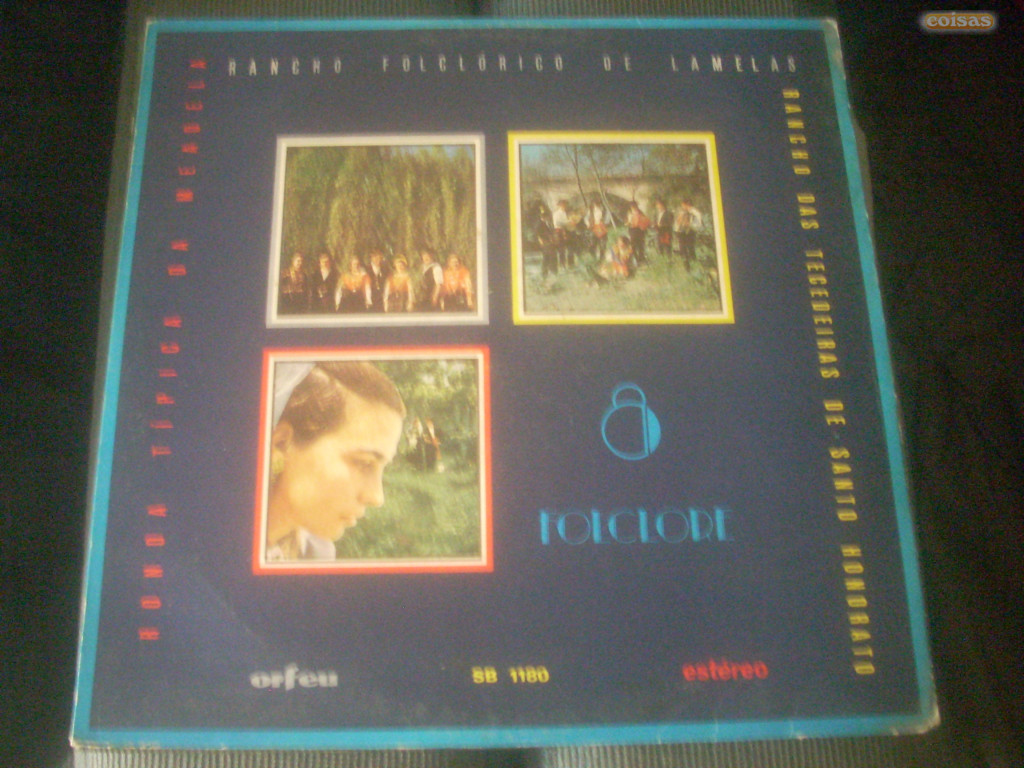 coisas
RANCHO FOLCLÓRICO DE LAMELAS
RONDA TÍPICA DA MEADELA
RANCHO DAS TECEDEIRAS DE SANTO HONORATO
FOLCLORE
orfeu
SB 1180
estéreo